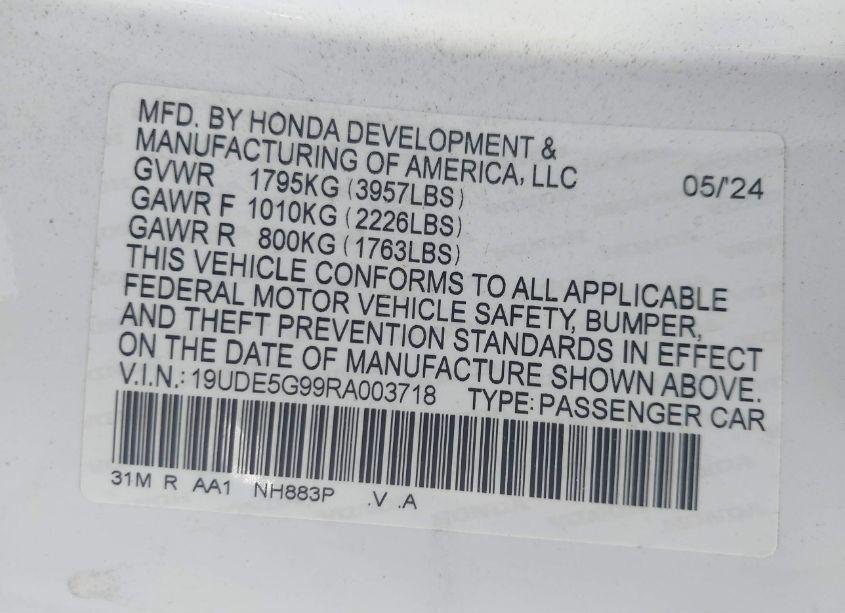 MFD. BY HONDA DEVELOPMENT &
MANUFACTURING OF AMERICA, LLC
GVWR 1795KG (3957LBS) 05/'24
GAWR F 1010KG (2226LBS)
GAWR R 800KG (1763LBS)
THIS VEHICLE CONFORMS TO ALL APPLICABLE
FEDERAL MOTOR VEHICLE SAFETY, BUMPER,
AND THEFT PREVENTION STANDARDS IN EFFECT
ON THE DATE OF MANUFACTURE SHOWN ABOVE.
V.I.N.: 19UDE5G99RA003718 TYPE: PASSENGER CAR
31M R AA1 NH883P .V .A